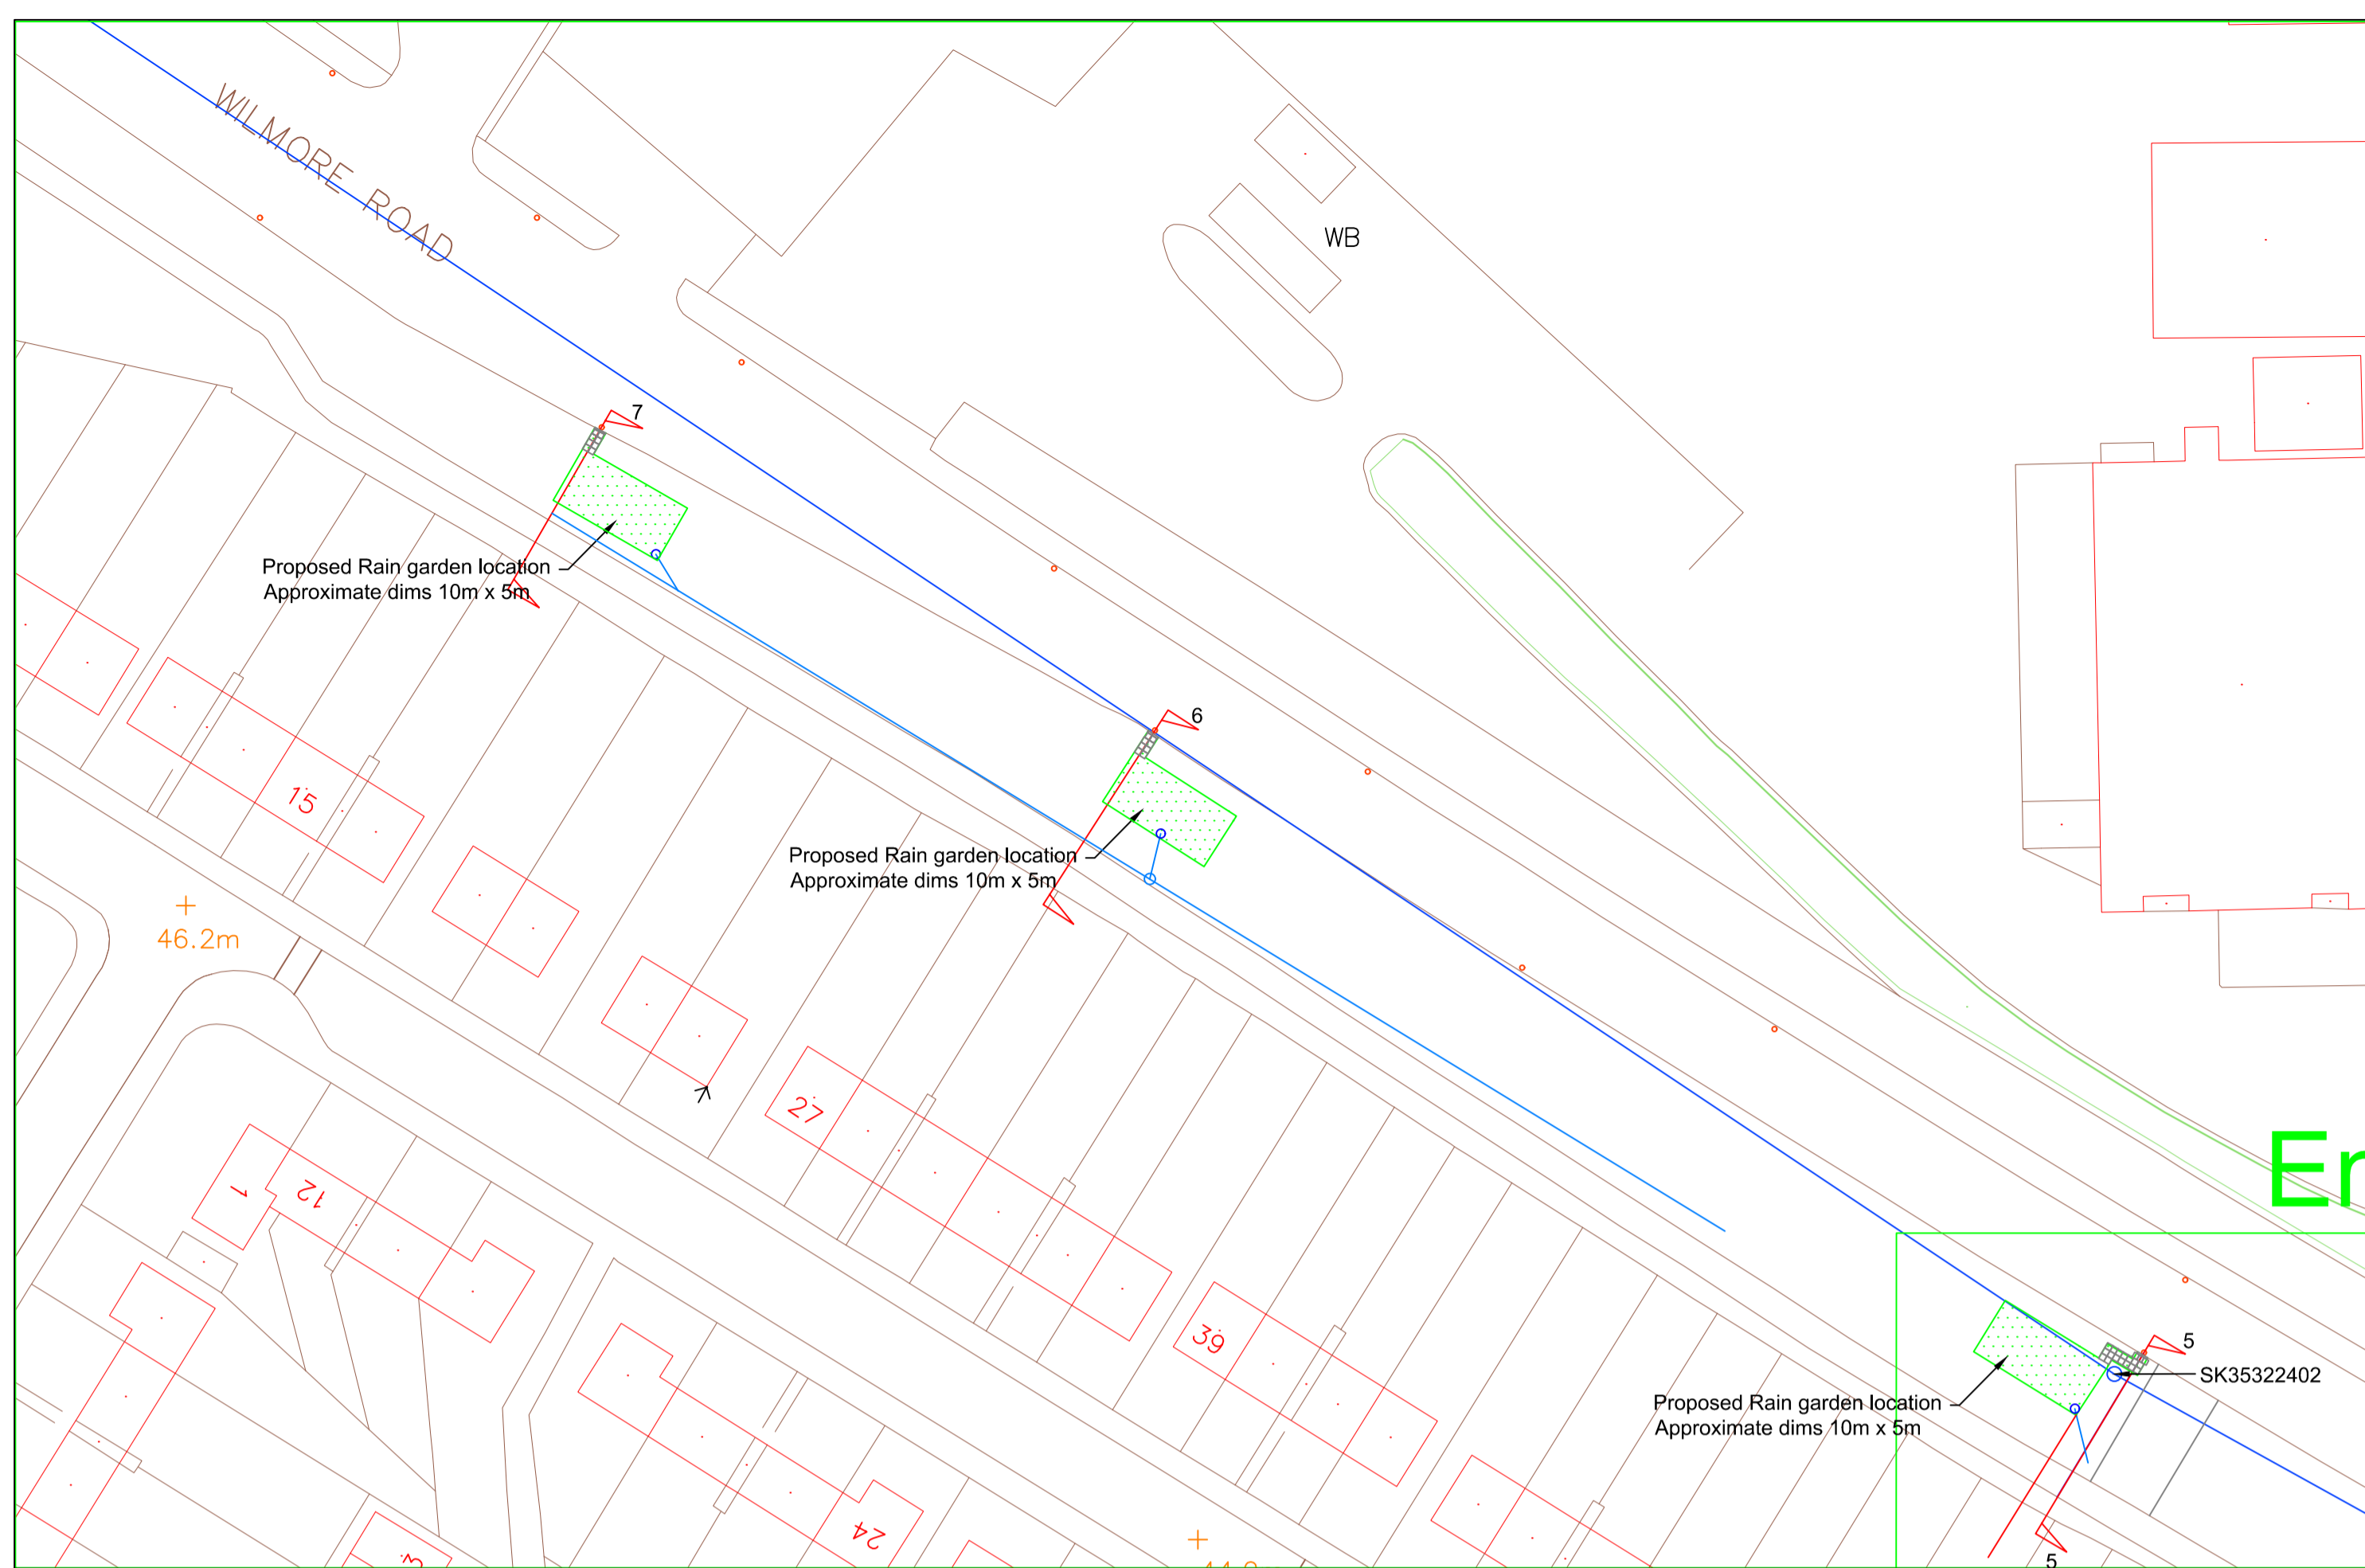 WILMORE ROAD
WB
7
Proposed Rain garden location
Approximate dims 10m x 5m
6
15
Proposed Rain garden location
Approximate dims 10m x 5m
46.2m
27
Er
1
12
39
5
SK35322402
Proposed Rain garden location
Approximate dims 10m x 5m
24
5